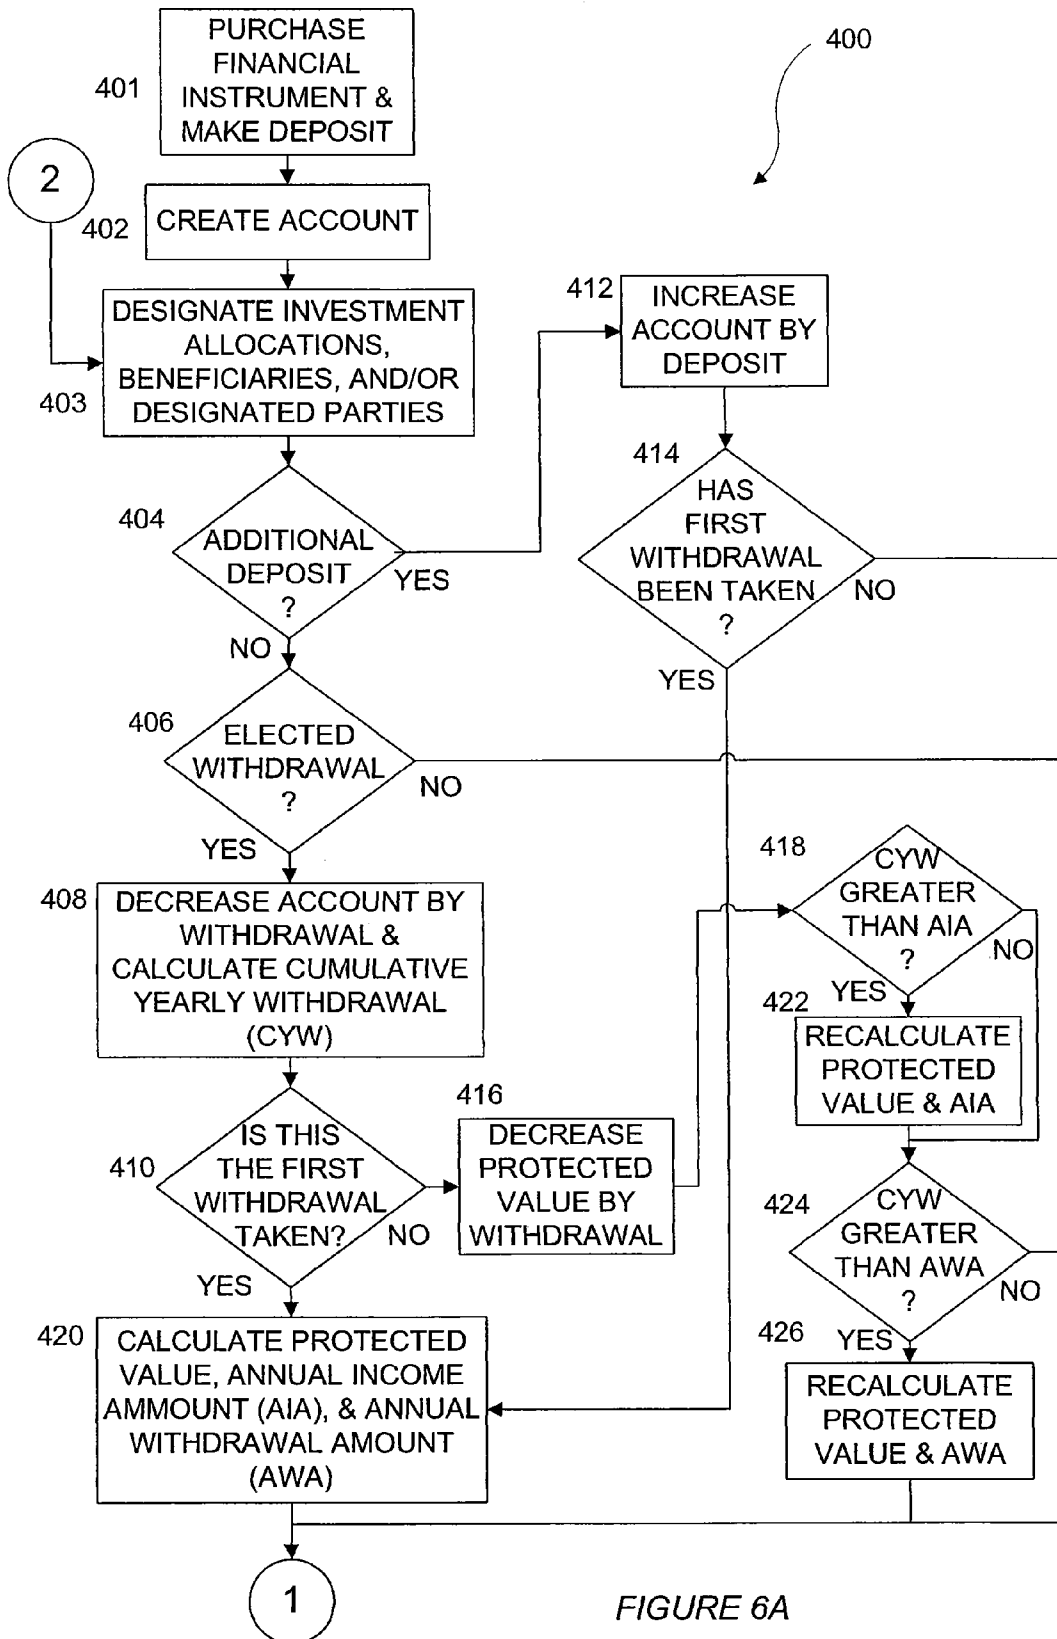 PURCHASE
FINANCIAL
INSTRUMENT &
MAKE DEPOSIT
401
400
2
402
CREATE ACCOUNT
403
DESIGNATE INVESTMENT
ALLOCATIONS,
BENEFICIARIES, AND/OR
DESIGNATED PARTIES
412
INCREASE
ACCOUNT BY
DEPOSIT
404
ADDITIONAL
DEPOSIT
?
YES
NO
414
HAS
FIRST
WITHDRAWAL
BEEN TAKEN
?
NO
YES
406
ELECTED
WITHDRAWAL
?
NO
YES
408
DECREASE ACCOUNT BY
WITHDRAWAL &
CALCULATE CUMULATIVE
YEARLY WITHDRAWAL
(CYW)
418
CYW
GREATER
THAN AIA
?
NO
YES
422
RECALCULATE
PROTECTED
VALUE & AIA
410
IS THIS
THE FIRST
WITHDRAWAL
TAKEN?
NO
YES
416
DECREASE
PROTECTED
VALUE BY
WITHDRAWAL
424
CYW
GREATER
THAN AWA
?
NO
YES
420
CALCULATE PROTECTED
VALUE, ANNUAL INCOME
AMMOUNT (AIA), & ANNUAL
WITHDRAWAL AMOUNT
(AWA)
426
RECALCULATE
PROTECTED
VALUE & AWA
1
FIGURE 6A